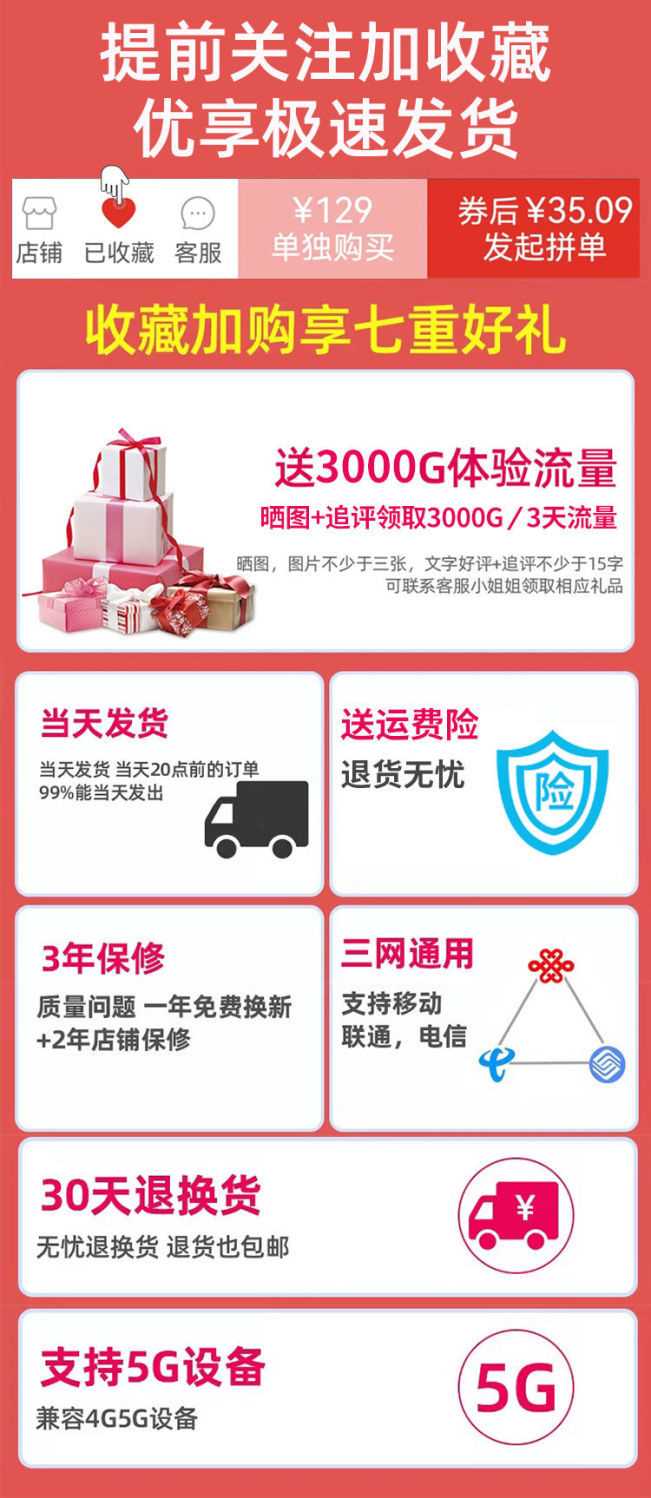 提前关注加收藏
优享极速发货
店铺 已收藏 客服
¥129
单独购买
券后¥35.09
发起拼单
收藏加购享七重好礼
送3000G体验流量
晒图+追评领取3000G/3天流量
晒图，图片不少于三张，文字好评+追评不少于15字
可联系客服小姐姐领取相应礼品
当天发货
当天发货 当天20点前的订单
99%能当天发出
送运费险
退货无忧
险
3年保修
质量问题 一年免费换新
+2年店铺保修
三网通用
支持移动
联通，电信
30天退换货
无忧退换货 退货也包邮
¥
支持5G设备
兼容4G5G设备
5G